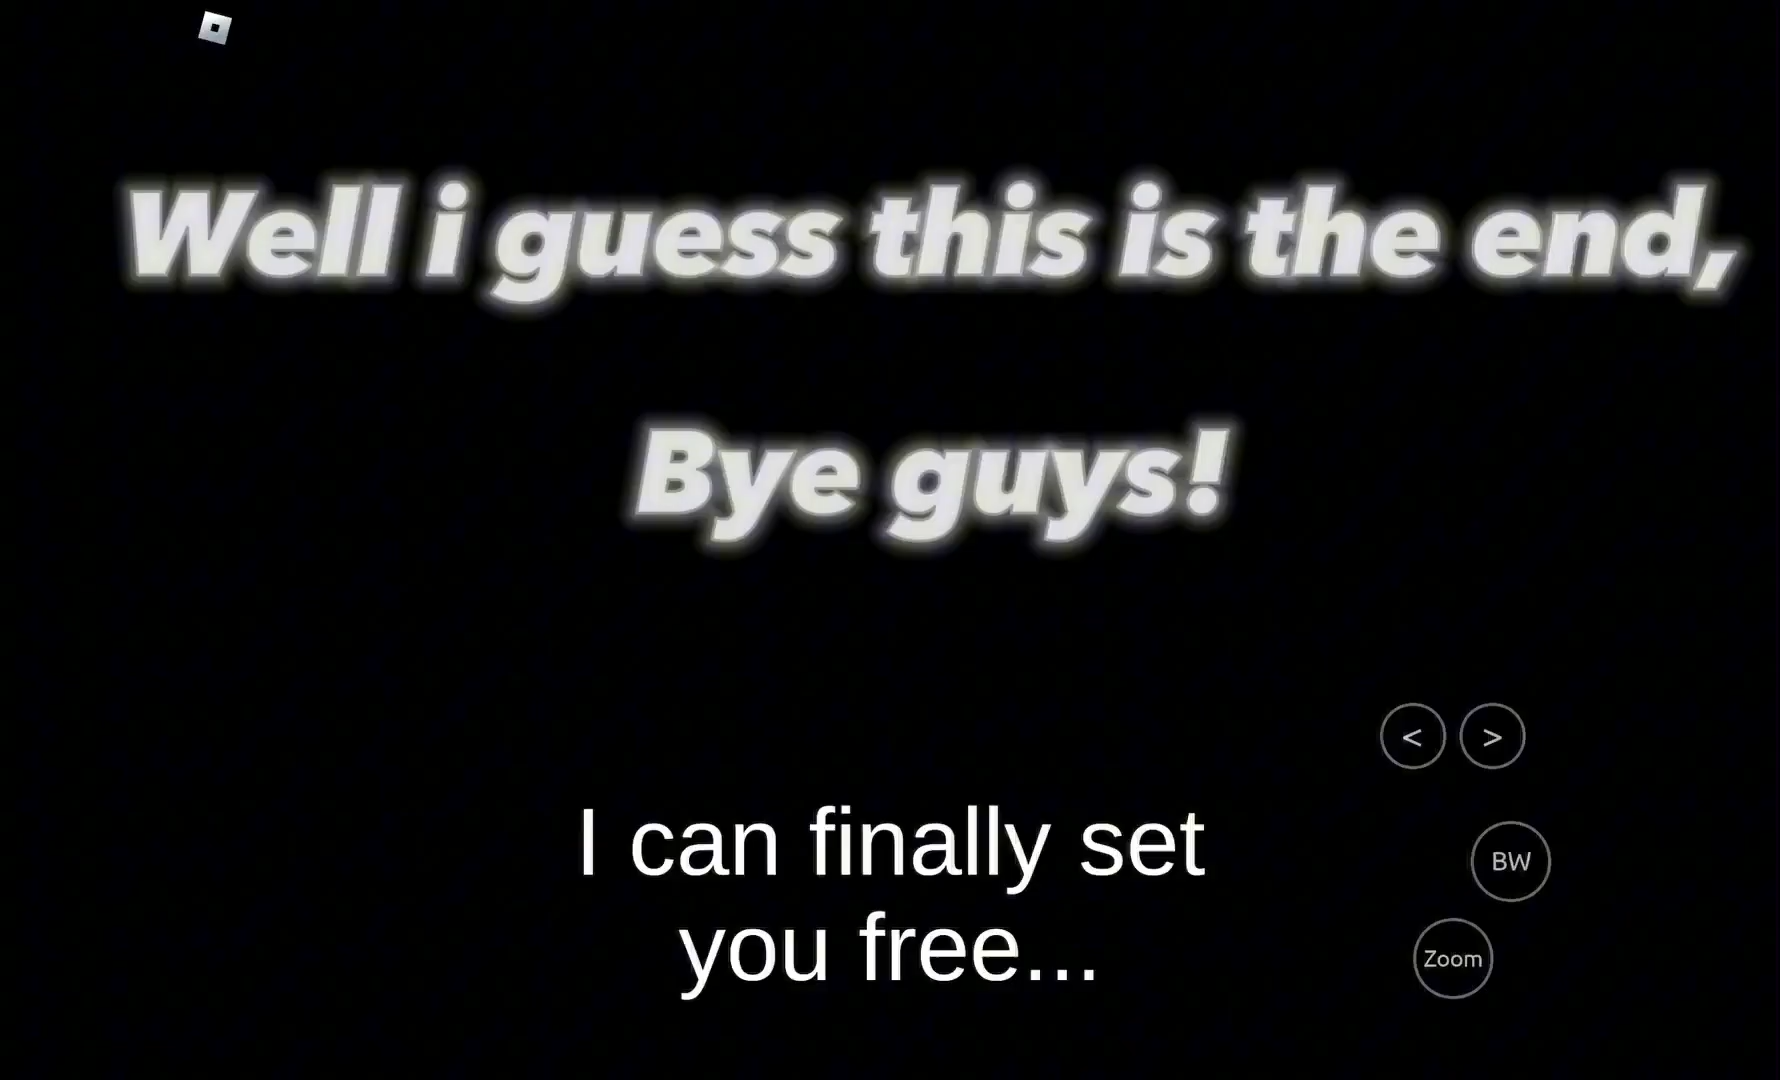 Well i guess this is the end,
Bye guys!
< >
I can finally set
BW
you free...
Zoom